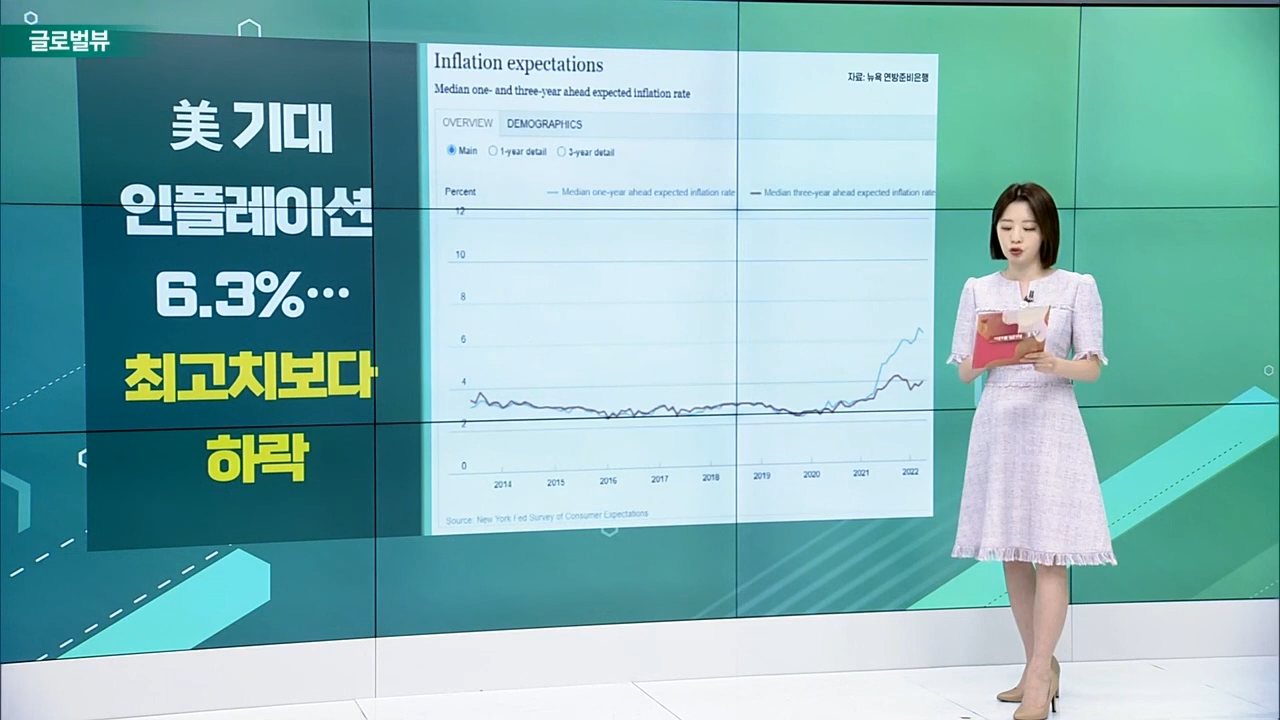 글로벌뷰
美 기대
인플레이션
6.3%…
최고치보다
하락
Inflation expectations
자료: 뉴욕 연방준비은행
Median one- and three-year ahead expected inflation rate
OVERVIEW DEMOGRAPHICS
Main 1-year detail 3-year detail
Percent
Median one-year ahead expected inflation rate Median three-year ahead expected inflation rate
12
10
8
6
4
2
0
2014 2015 2016 2017 2018 2019 2020 2021 2022
Source: New York Fed Survey of Consumer Expectations